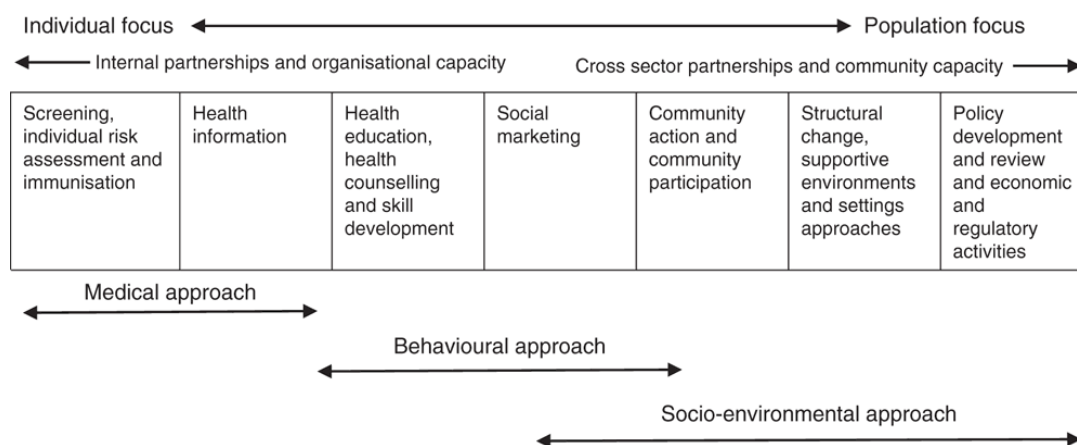 Individual focus
Population focus
Internal partnerships and organisational capacity
Cross sector partnerships and community capacity
Screening,
individual risk
assessment and
immunisation
Health
information
Health
education,
health
counselling
and skill
development
Social
marketing
Community
action and
community
participation
Structural
change,
supportive
environments
and settings
approaches
Policy
development
and review
and economic
and
regulatory
activities
Medical approach
Behavioural approach
Socio-environmental approach